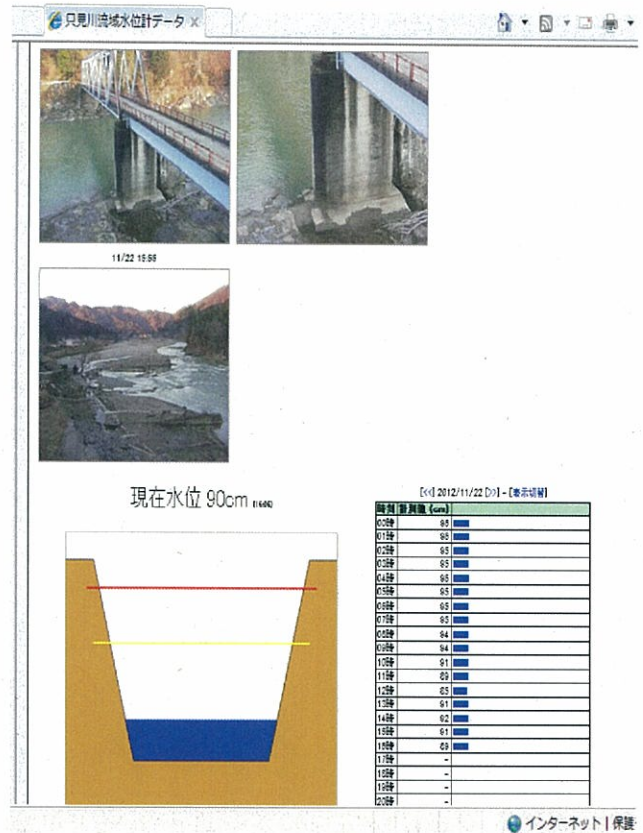 只見川流域水位計データ ×
11/22 15:55
現在水位 90cm
[<<] 2012/11/22 [>>] - [表示切替]
時刻 計測値 (cm)
00時 96
01時 96
02時 95
03時 95
04時 95
05時 95
06時 95
07時 95
08時 94
09時 94
10時 91
11時 89
12時
13時 91
14時 92
15時 91
16時 89
17時 -
18時 -
19時 -
20時 -
インターネット | 保護